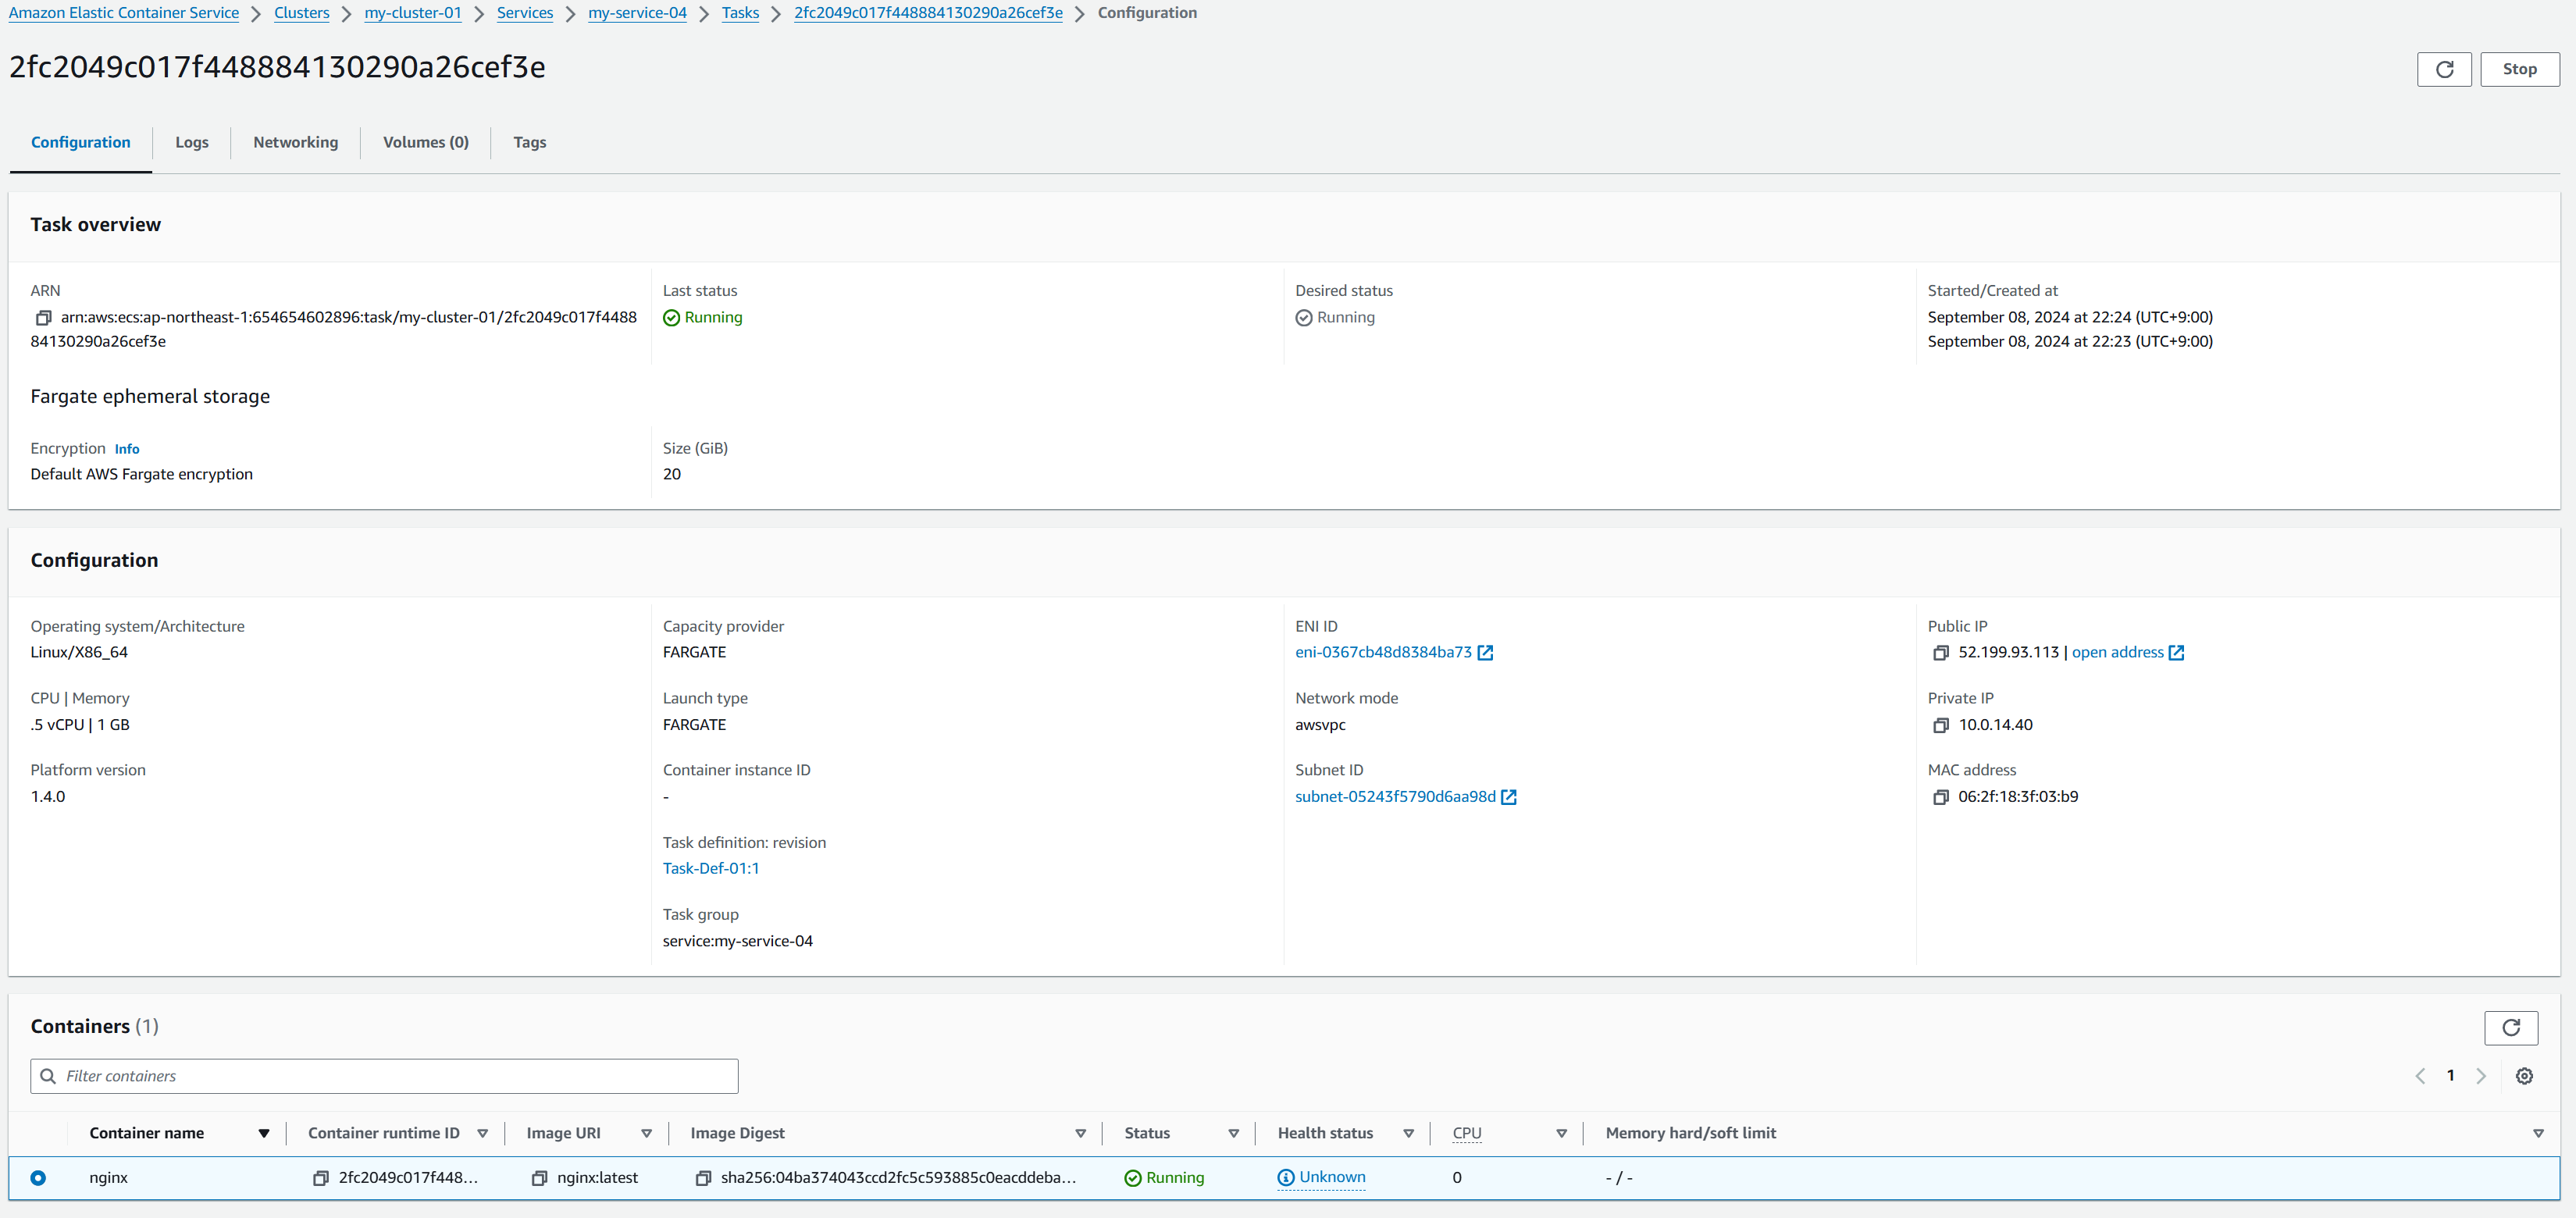 Amazon Elastic Container Service > Clusters > my-cluster-01 > Services > my-service-04 > Tasks > 2fc2049c017f448884130290a26cef3e > Configuration
2fc2049c017f448884130290a26cef3e
Stop
Configuration Logs Networking Volumes (0) Tags
Task overview
ARN
arn:aws:ecs:ap-northeast-1:654654602896:task/my-cluster-01/2fc2049c017f4488
84130290a26cef3e
Last status
Running
Desired status
Running
Started/Created at
September 08, 2024 at 22:24 (UTC+9:00)
September 08, 2024 at 22:23 (UTC+9:00)
Fargate ephemeral storage
Encryption Info
Default AWS Fargate encryption
Size (GiB)
20
Configuration
Operating system/Architecture
Linux/X86_64
CPU | Memory
.5 vCPU | 1 GB
Platform version
1.4.0
Capacity provider
FARGATE
Launch type
FARGATE
Container instance ID
-
Task definition: revision
Task-Def-01:1
Task group
service:my-service-04
ENI ID
eni-0367cb48d8384ba73
Network mode
awsvpc
Subnet ID
subnet-05243f5790d6aa98d
Public IP
52.199.93.113 | open address
Private IP
10.0.14.40
MAC address
06:2f:18:3f:03:b9
Containers (1)
Filter containers
1
Container name Container runtime ID Image URI Image Digest Status Health status CPU Memory hard/soft limit
nginx 2fc2049c017f448... nginx:latest sha256:04ba374043ccd2fc5c593885c0eacddeba... Running Unknown 0 - / -